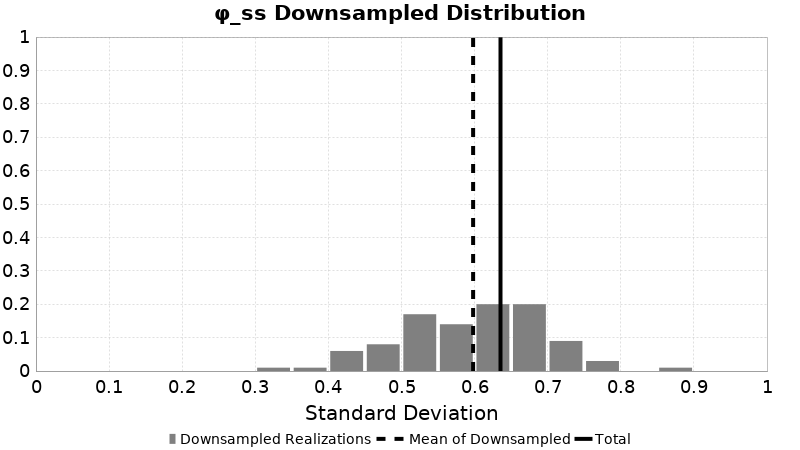 φ_ss Downsampled Distribution
1
0.9
0.8
0.7
0.6
0.5
0.4
0.3
0.2
0.1
0
0 0.1 0.2 0.3 0.4 0.5 0.6 0.7 0.8 0.9 1
Standard Deviation
Downsampled Realizations Mean of Downsampled Total